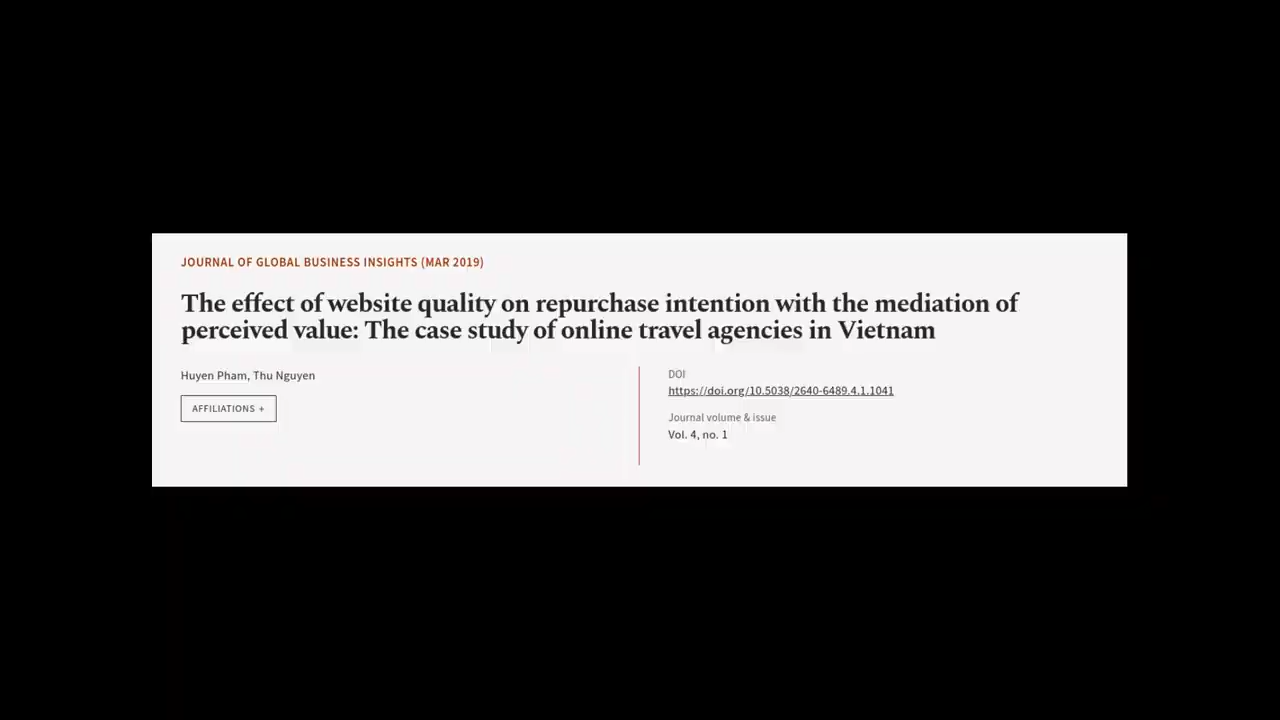 JOURNAL OF GLOBAL BUSINESS INSIGHTS (MAR 2019)
The effect of website quality on repurchase intention with the mediation of
perceived value: The case study of online travel agencies in Vietnam
Huyen Pham, Thu Nguyen
AFFILIATIONS +
DOI
https://doi.org/10.5038/2640-6489.4.1.1041
Journal volume & issue
Vol. 4, no. 1